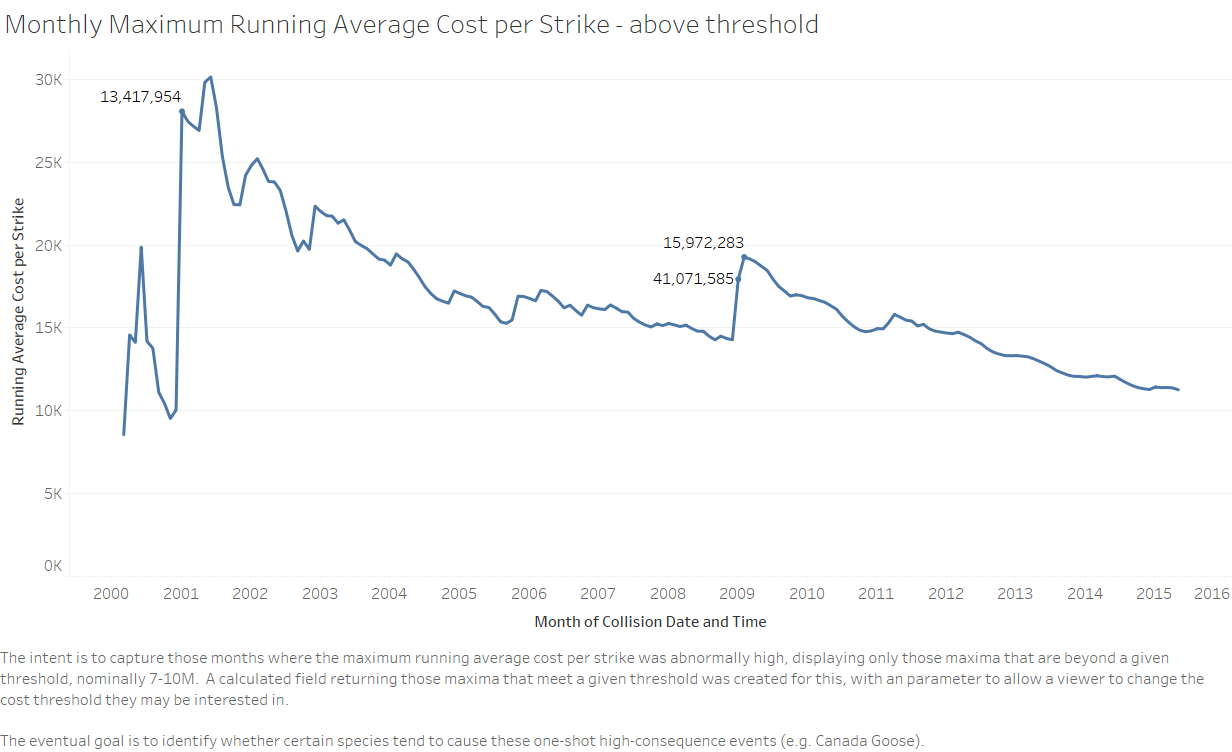 Monthly Maximum Running Average Cost per Strike - above threshold
30K
25K
20K
15K
10K
5K
0K
Running Average Cost per Strike
13,417,954
15,972,283
41,071,585
2000 2001 2002 2003 2004 2005 2006 2007 2008 2009 2010 2011 2012 2013 2014 2015 2016
Month of Collision Date and Time
The intent is to capture those months where the maximum running average cost per strike was abnormally high, displaying only those maxima that are beyond a given
threshold, nominally 7-10M.  A calculated field returning those maxima that meet a given threshold was created for this, with an parameter to allow a viewer to change the
cost threshold they may be interested in.
The eventual goal is to identify whether certain species tend to cause these one-shot high-consequence events (e.g. Canada Goose).